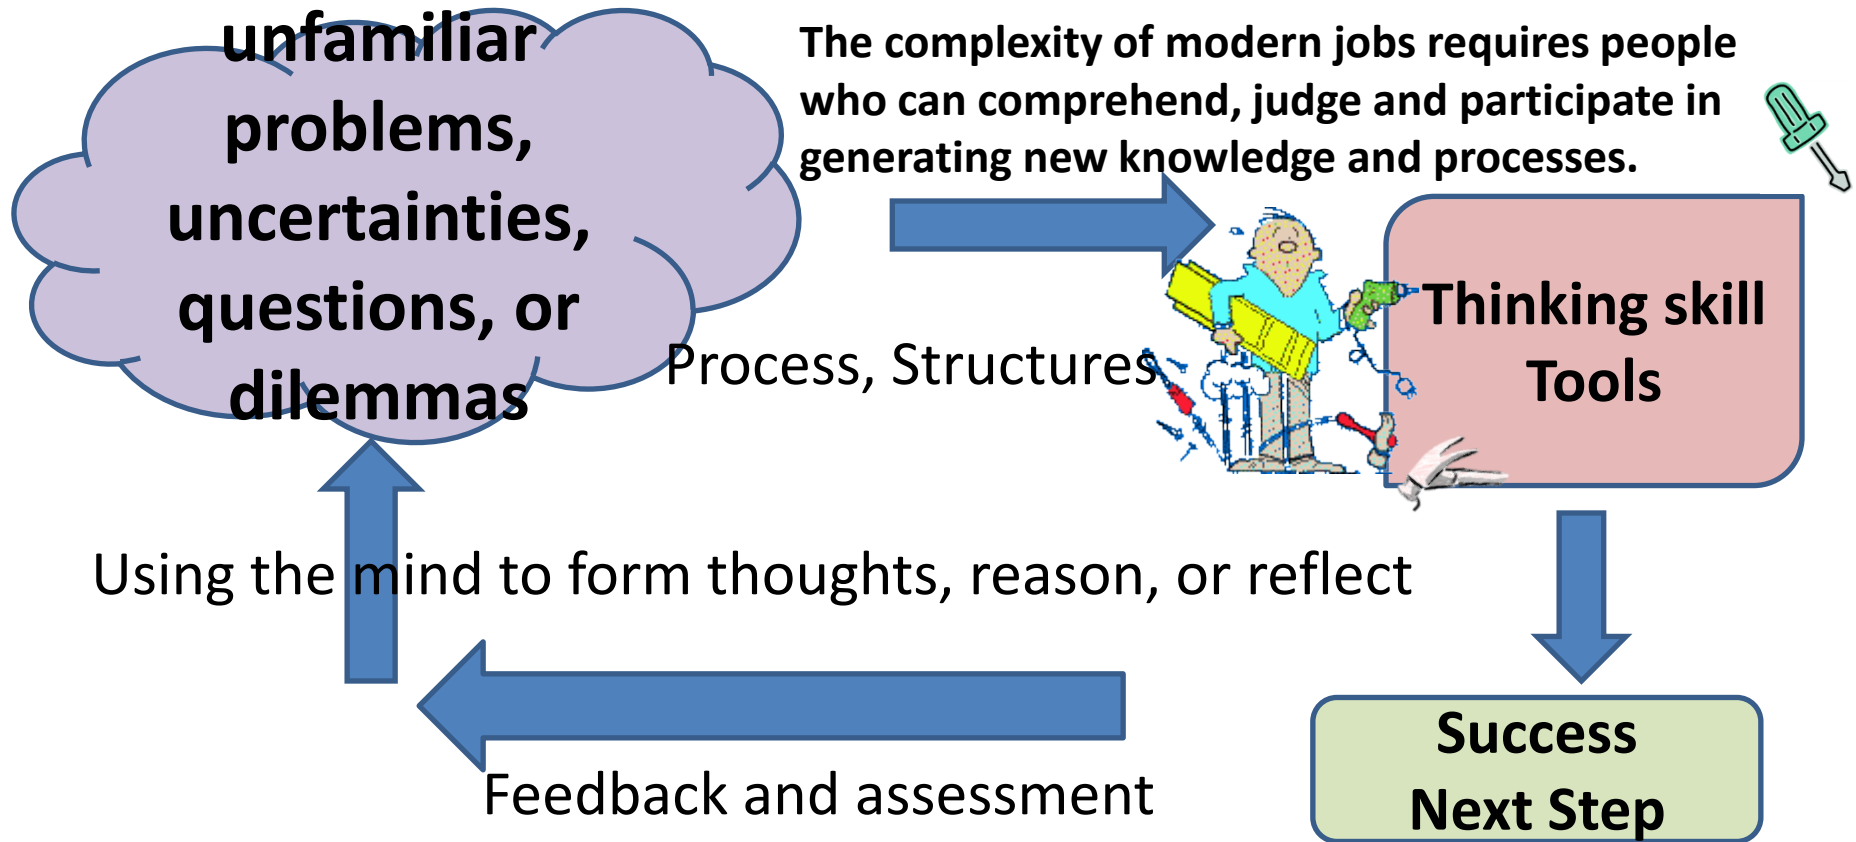 unfamiliar
problems,
uncertainties,
questions, or
dilemmas
The complexity of modern jobs requires people
who can comprehend, judge and participate in
generating new knowledge and processes.
Process, Structures
Thinking skill
Tools
Using the mind to form thoughts, reason, or reflect
Feedback and assessment
Success
Next Step